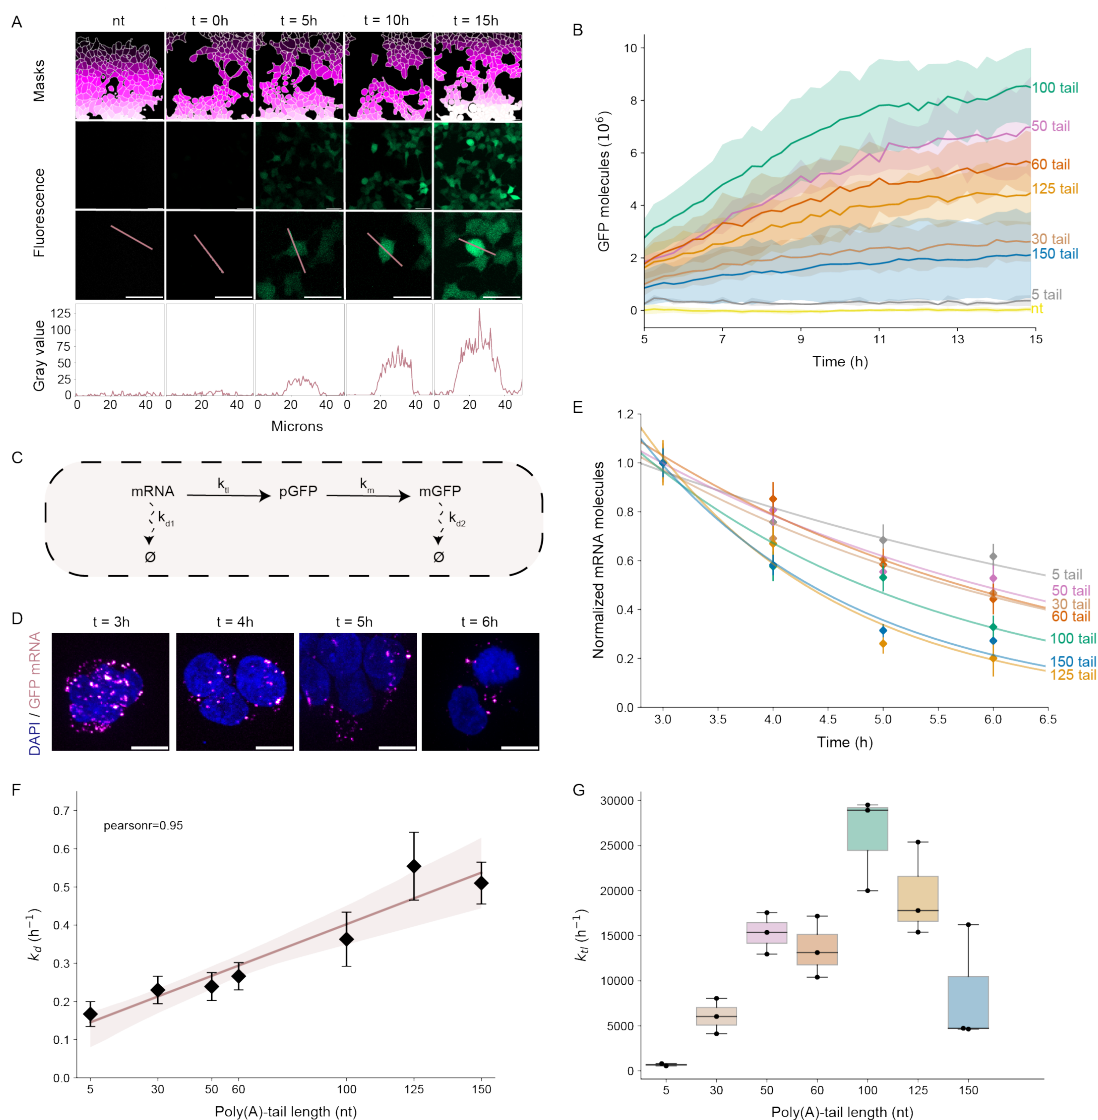 A
nt
t = 0h
t = 5h
t = 10h
t = 15h
Masks
Fluorescence
Gray value
125
100
75
50
25
0
0 20 40
0 20 40
0 20 40
0 20 40
0 20 40
Microns
B
GFP molecules (10⁶)
10
8
6
4
2
0
100 tail
50 tail
60 tail
125 tail
30 tail
150 tail
5 tail
nt
5 7 9 11 13 15
Time (h)
C
mRNA
k_tl
pGFP
k_m
mGFP
k_d1
k_d2
Ø
Ø
D
t = 3h
t = 4h
t = 5h
t = 6h
DAPI / GFP mRNA
E
Normalized mRNA molecules
1.2
1.0
0.8
0.6
0.4
0.2
0.0
5 tail
50 tail
30 tail
60 tail
100 tail
150 tail
125 tail
3.0 3.5 4.0 4.5 5.0 5.5 6.0 6.5
Time (h)
F
pearsonr=0.95
k_d (h⁻¹)
0.7
0.6
0.5
0.4
0.3
0.2
0.1
0.0
5 30 50 60 100 125 150
Poly(A)-tail length (nt)
G
k_tl (h⁻¹)
30000
25000
20000
15000
10000
5000
0
5 30 50 60 100 125 150
Poly(A)-tail length (nt)